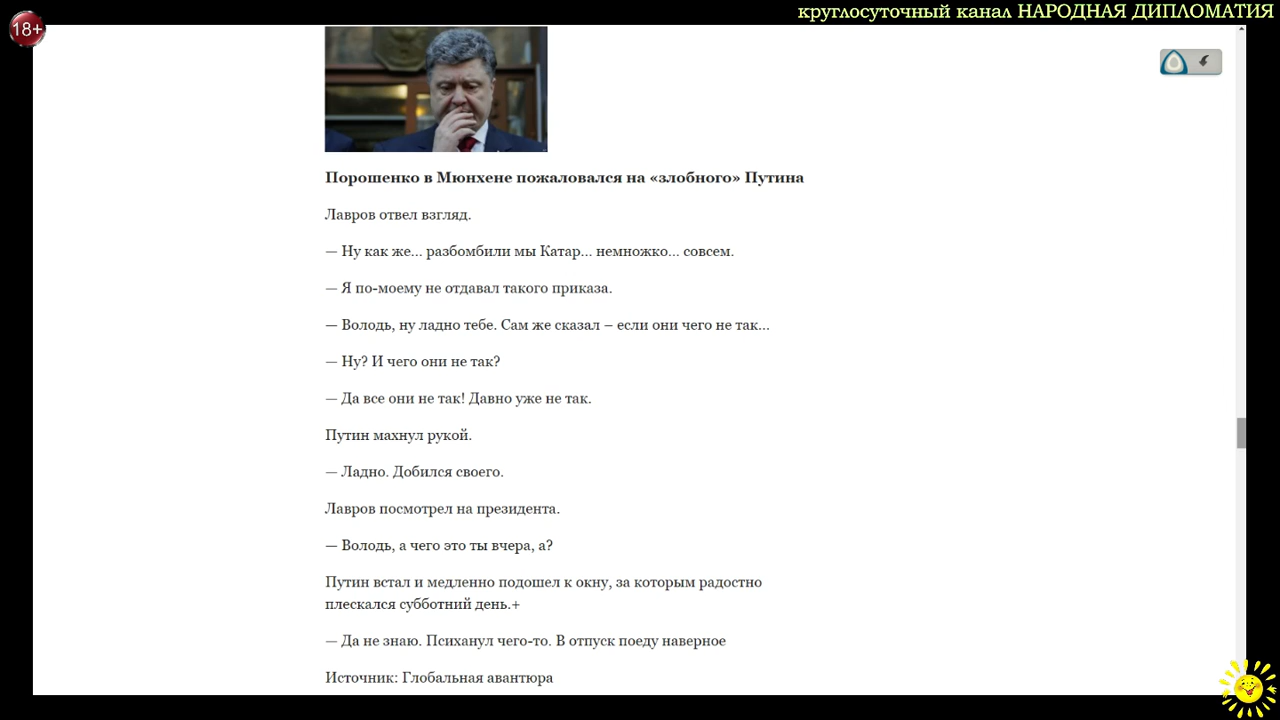 круглосуточный канал НАРОДНАЯ ДИПЛОМАТИЯ
18+
Порошенко в Мюнхене пожаловался на «злобного» Путина
Лавров отвел взгляд.
— Ну как же... разбомбили мы Катар... немножко... совсем.
— Я по-моему не отдавал такого приказа.
— Володь, ну ладно тебе. Сам же сказал – если они чего не так...
— Ну? И чего они не так?
— Да все они не так! Давно уже не так.
Путин махнул рукой.
— Ладно. Добился своего.
Лавров посмотрел на президента.
— Володь, а чего это ты вчера, а?
Путин встал и медленно подошел к окну, за которым радостно
плескался субботний день.+
— Да не знаю. Психанул чего-то. В отпуск поеду наверное
Источник: Глобальная авантюра